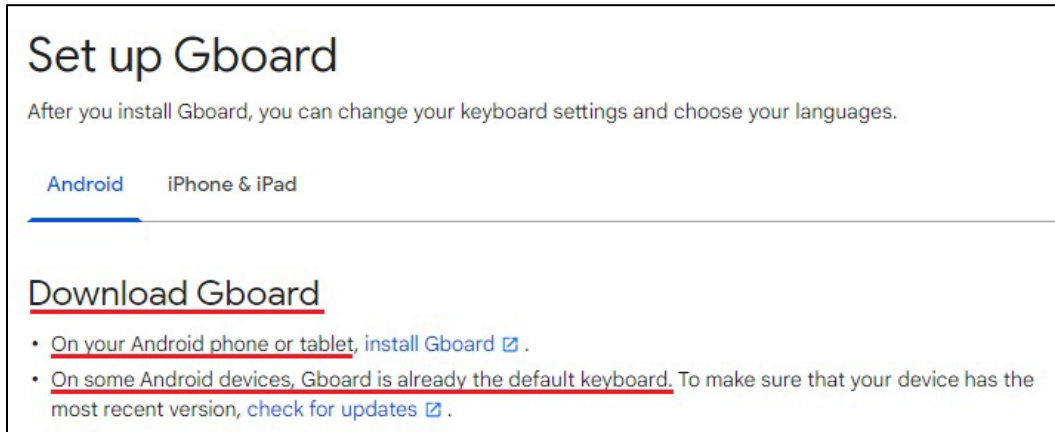 Set up Gboard
After you install Gboard, you can change your keyboard settings and choose your languages.
Android iPhone & iPad
Download Gboard
• On your Android phone or tablet, install Gboard.
• On some Android devices, Gboard is already the default keyboard. To make sure that your device has the
most recent version, check for updates.